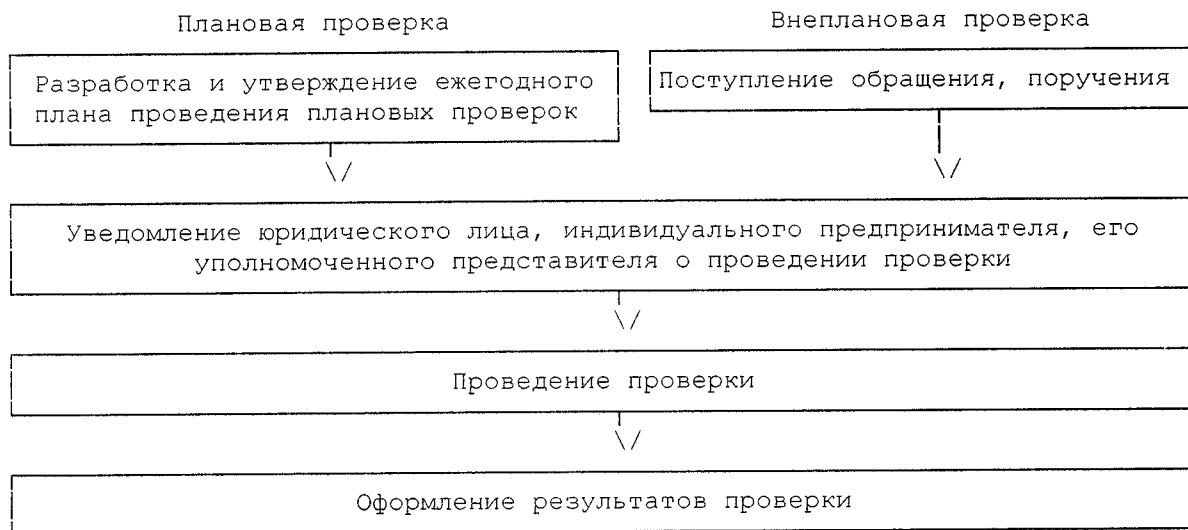 Плановая проверка
Внеплановая проверка
Разработка и утверждение ежегодного
плана проведения плановых проверок
Поступление обращения, поручения
Уведомление юридического лица, индивидуального предпринимателя, его
уполномоченного представителя о проведении проверки
Проведение проверки
Оформление результатов проверки